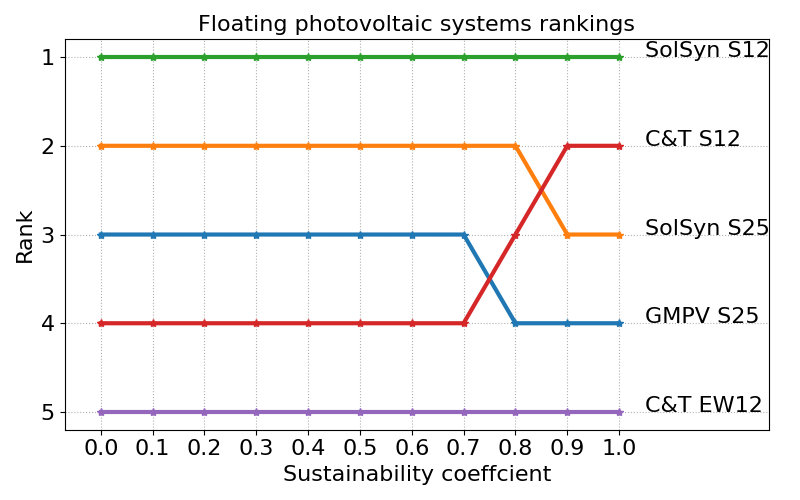 Floating photovoltaic systems rankings
1
2
3
4
5
Rank
SolSyn S12
C&T S12
SolSyn S25
GMPV S25
C&T EW12
0.0 0.1 0.2 0.3 0.4 0.5 0.6 0.7 0.8 0.9 1.0
Sustainability coeffcient